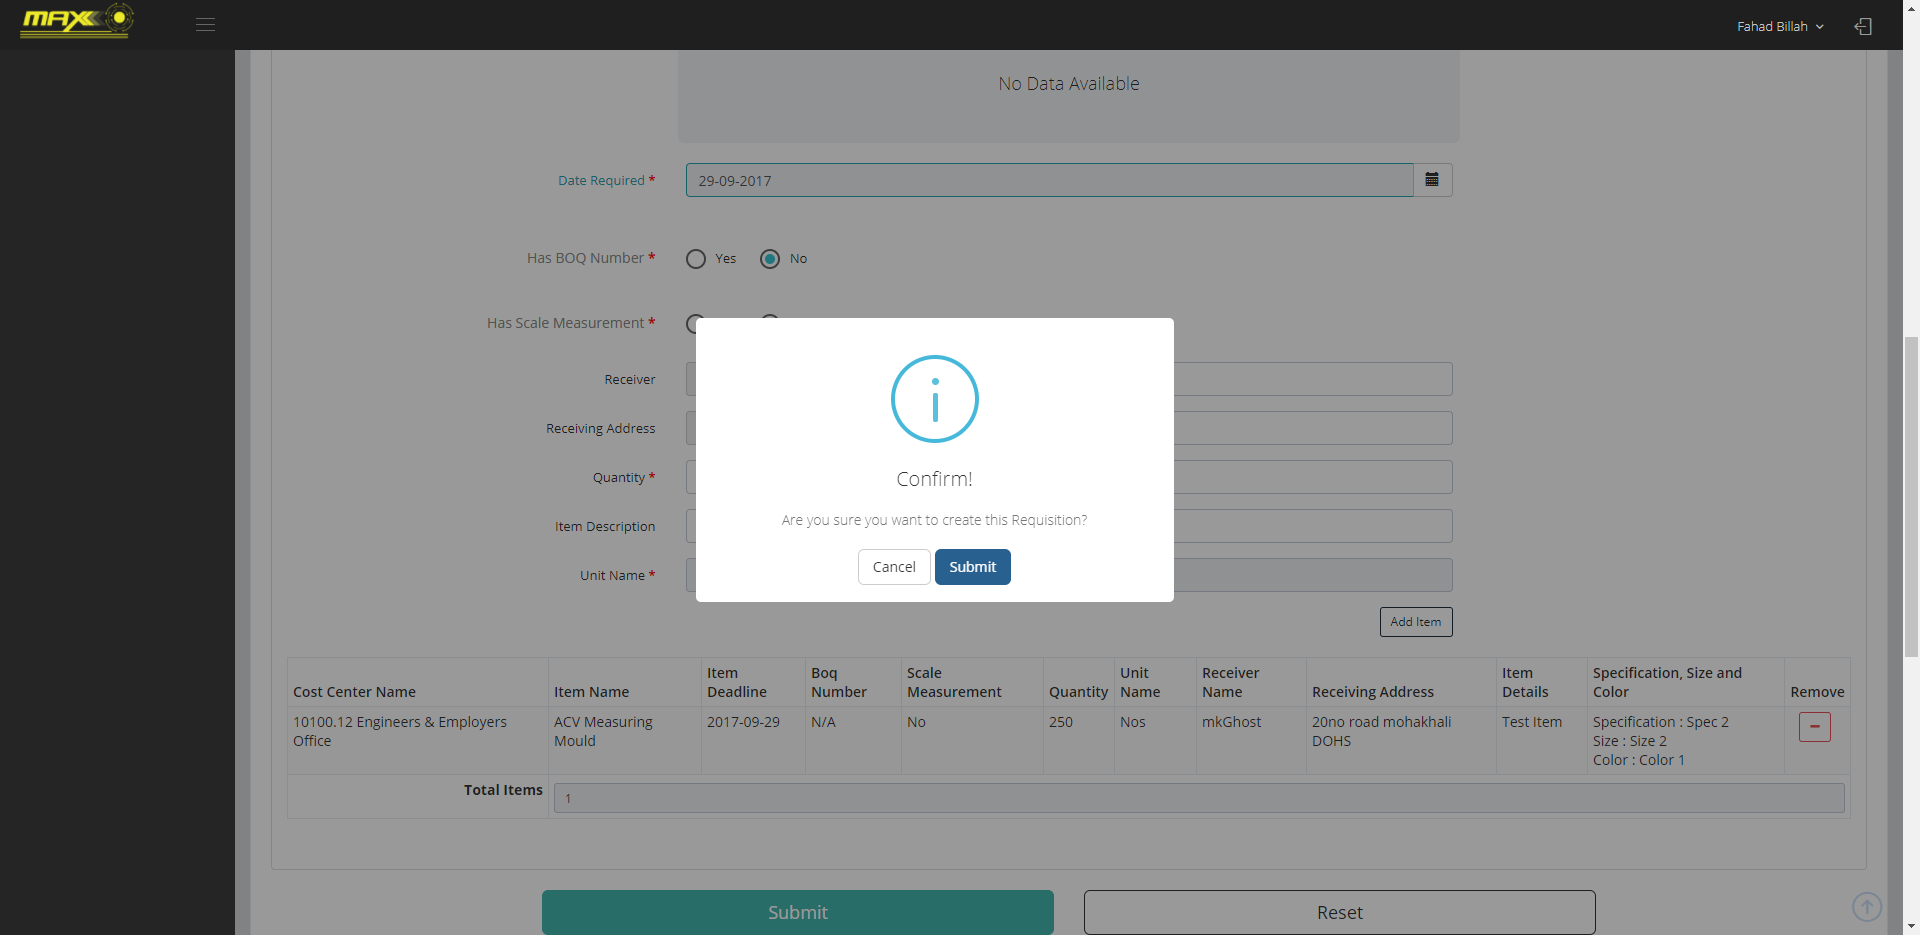 MAX
Fahad Billah
No Data Available
Date Required *
29-09-2017
Has BOQ Number *
Yes
No
Has Scale Measurement *
Receiver
Receiving Address
Quantity *
Item Description
Unit Name *
Confirm!
Are you sure you want to create this Requisition?
Cancel
Submit
Add Item
Cost Center Name
Item Name
Item
Deadline
Boq
Number
Scale
Measurement
Quantity
Unit
Name
Receiver
Name
Receiving Address
Item
Details
Specification, Size and
Color
Remove
10100.12 Engineers & Employers
Office
ACV Measuring
Mould
2017-09-29
N/A
No
250
Nos
mkGhost
20no road mohakhali
DOHS
Test Item
Specification : Spec 2
Size : Size 2
Color : Color 1
Total Items
1
Submit
Reset